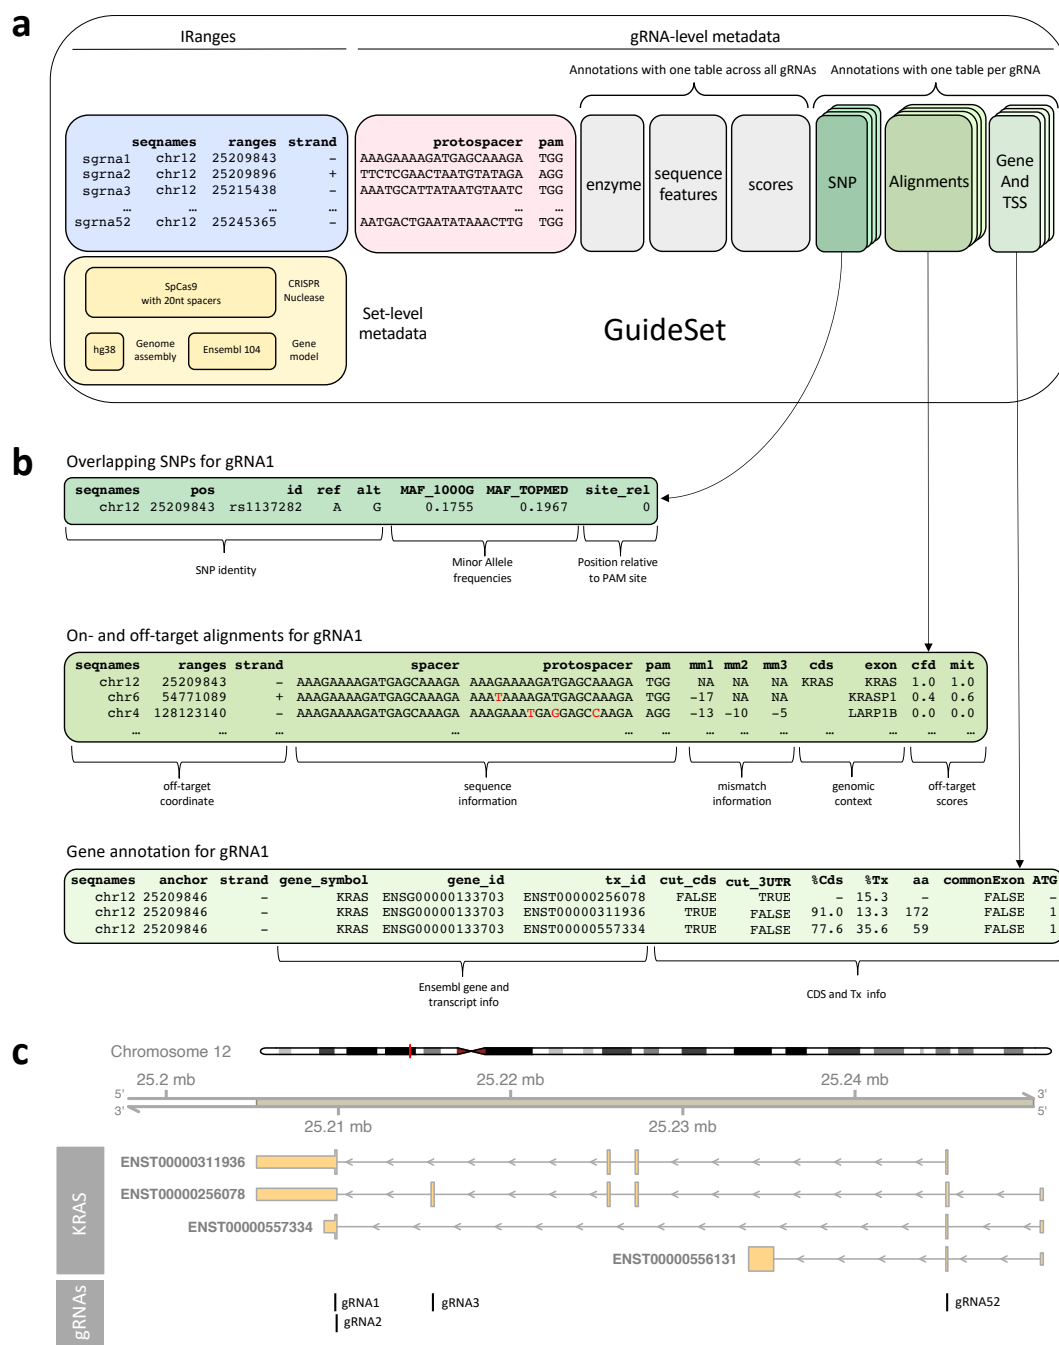 a
IRanges
gRNA-level metadata
Annotations with one table across all gRNAs
Annotations with one table per gRNA
seqnames ranges strand
sgrna1 chr12 25209843 −
sgrna2 chr12 25209896 +
sgrna3 chr12 25215438 −
… … … …
sgrna52 chr12 25245365 −
protospacer pam
AAAGAAAAGATGAGCAAAGA TGG
TTCTCGAACTAATGTATAGA AGG
AAATGCATTATAATGTAATC TGG
… …
AATGACTGAATATAAACTTG TGG
enzyme
sequence features
scores
SNP
Alignments
Gene And TSS
SpCas9
with 20nt spacers
CRISPR
Nuclease
hg38
Genome assembly
Ensembl 104
Gene model
Set-level
metadata
GuideSet
b
Overlapping SNPs for gRNA1
seqnames pos id ref alt MAF_1000G MAF_TOPMED site_rel
chr12 25209843 rs1137282 A G 0.1755 0.1967 0
SNP identity
Minor Allele
frequencies
Position relative
to PAM site
On- and off-target alignments for gRNA1
seqnames ranges strand spacer protospacer pam mm1 mm2 mm3 cds exon cfd mit
chr12 25209843 − AAAGAAAAGATGAGCAAAGA AAAGAAAAGATGAGCAAAGA TGG NA NA NA KRAS KRAS 1.0 1.0
chr6 54771089 + AAAGAAAAGATGAGCAAAGA AAATAAAAGATGAGCAAAGA TGG −17 NA NA KRASP1 0.4 0.6
chr4 128123140 − AAAGAAAAGATGAGCAAAGA AAAGAAATGAGGAGCCAAGA AGG −13 −10 −5 LARP1B 0.0 0.0
… … … … … … … … … … … …
off-target
coordinate
sequence
information
mismatch
information
genomic
context
off-target
scores
Gene annotation for gRNA1
seqnames anchor strand gene_symbol gene_id tx_id cut_cds cut_3UTR %Cds %Tx aa commonExon ATG
chr12 25209846 − KRAS ENSG00000133703 ENST00000256078 FALSE TRUE − 15.3 − FALSE −
chr12 25209846 − KRAS ENSG00000133703 ENST00000311936 TRUE FALSE 91.0 13.3 172 FALSE 1
chr12 25209846 − KRAS ENSG00000133703 ENST00000557334 TRUE FALSE 77.6 35.6 59 FALSE 1
Ensembl gene and
transcript info
CDS and Tx info
c
Chromosome 12
25.2 mb 25.22 mb 25.24 mb
5' 3'
3' 5'
25.21 mb 25.23 mb
KRAS
ENST00000311936
ENST00000256078
ENST00000557334
ENST00000556131
gRNAs
gRNA1 gRNA3 gRNA52
gRNA2